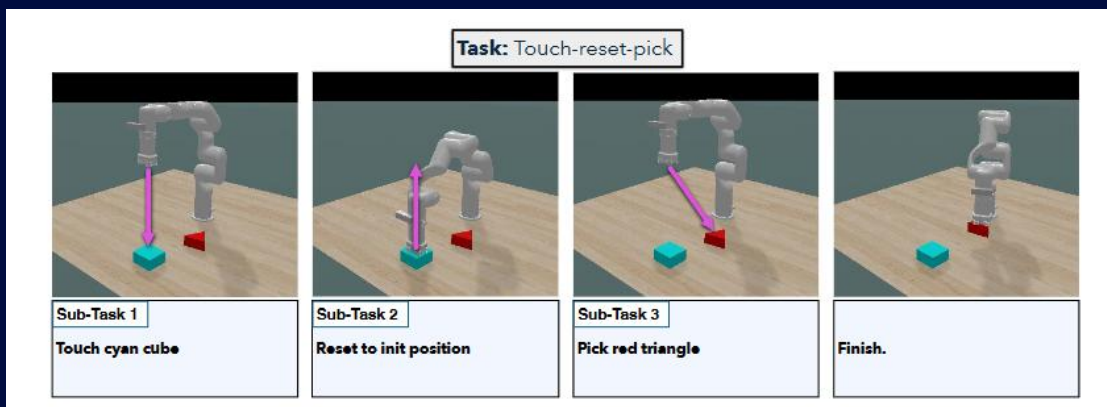 Task: Touch-reset-pick
Sub-Task 1
Touch cyan cube
Sub-Task 2
Reset to init position
Sub-Task 3
Pick red triangle
Finish.